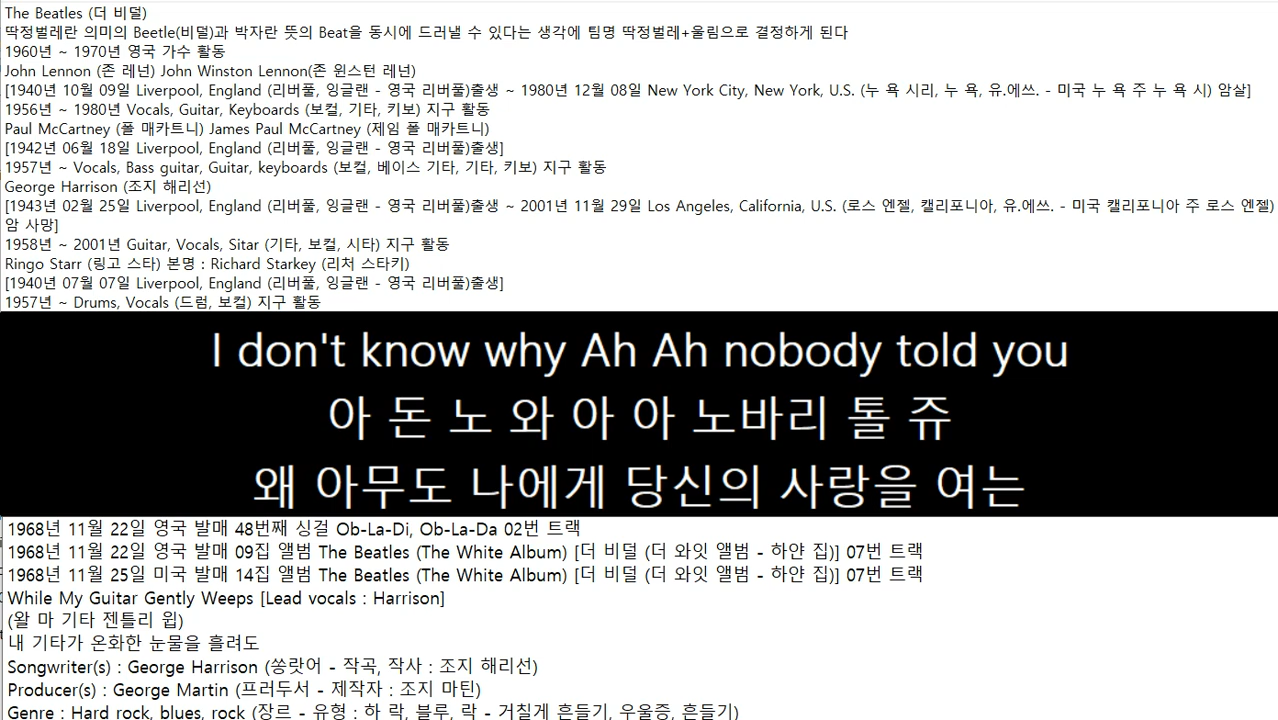 The Beatles (더 비덜)
딱정벌레란 의미의 Beetle(비덜)과 박자란 뜻의 Beat을 동시에 드러낼 수 있다는 생각에 팀명 딱정벌레+울림으로 결정하게 된다
1960년 ~ 1970년 영국 가수 활동
John Lennon (존 레넌) John Winston Lennon(존 윈스턴 레넌)
[1940년 10월 09일 Liverpool, England (리버풀, 잉글랜 - 영국 리버풀)출생 ~ 1980년 12월 08일 New York City, New York, U.S. (누 욕 시리, 누 욕, 유.에쓰. - 미국 누 욕 주 누 욕 시) 암살]
1956년 ~ 1980년 Vocals, Guitar, Keyboards (보컬, 기타, 키보) 지구 활동
Paul McCartney (폴 매카트니) James Paul McCartney (제임 폴 매카트니)
[1942년 06월 18일 Liverpool, England (리버풀, 잉글랜 - 영국 리버풀)출생]
1957년 ~ Vocals, Bass guitar, Guitar, keyboards (보컬, 베이스 기타, 기타, 키보) 지구 활동
George Harrison (조지 해리선)
[1943년 02월 25일 Liverpool, England (리버풀, 잉글랜 - 영국 리버풀)출생 ~ 2001년 11월 29일 Los Angeles, California, U.S. (로스 엔젤, 캘리포니아, 유.에쓰. - 미국 캘리포니아 주 로스 엔젤)
암 사망]
1958년 ~ 2001년 Guitar, Vocals, Sitar (기타, 보컬, 시타) 지구 활동
Ringo Starr (링고 스타) 본명 : Richard Starkey (리처 스타키)
[1940년 07월 07일 Liverpool, England (리버풀, 잉글랜 - 영국 리버풀)출생]
1957년 ~ Drums, Vocals (드럼, 보컬) 지구 활동
I don't know why Ah Ah nobody told you
아 돈 노 와 아 아 노바리 톨 쥬
왜 아무도 나에게 당신의 사랑을 여는
1968년 11월 22일 영국 발매 48번째 싱걸 Ob-La-Di, Ob-La-Da 02번 트랙
1968년 11월 22일 영국 발매 09집 앨범 The Beatles (The White Album) [더 비덜 (더 와잇 앨범 - 하얀 집)] 07번 트랙
1968년 11월 25일 미국 발매 14집 앨범 The Beatles (The White Album) [더 비덜 (더 와잇 앨범 - 하얀 집)] 07번 트랙
While My Guitar Gently Weeps [Lead vocals : Harrison]
(왈 마 기타 젠틀리 윕)
내 기타가 온화한 눈물을 흘려도
Songwriter(s) : George Harrison (쏭랏어 - 작곡, 작사 : 조지 해리선)
Producer(s) : George Martin (프러두서 - 제작자 : 조지 마틴)
Genre : Hard rock, blues, rock (장르 - 유형 : 하 락, 블루, 락 - 거칠게 흔들기, 우울증, 흔들기)